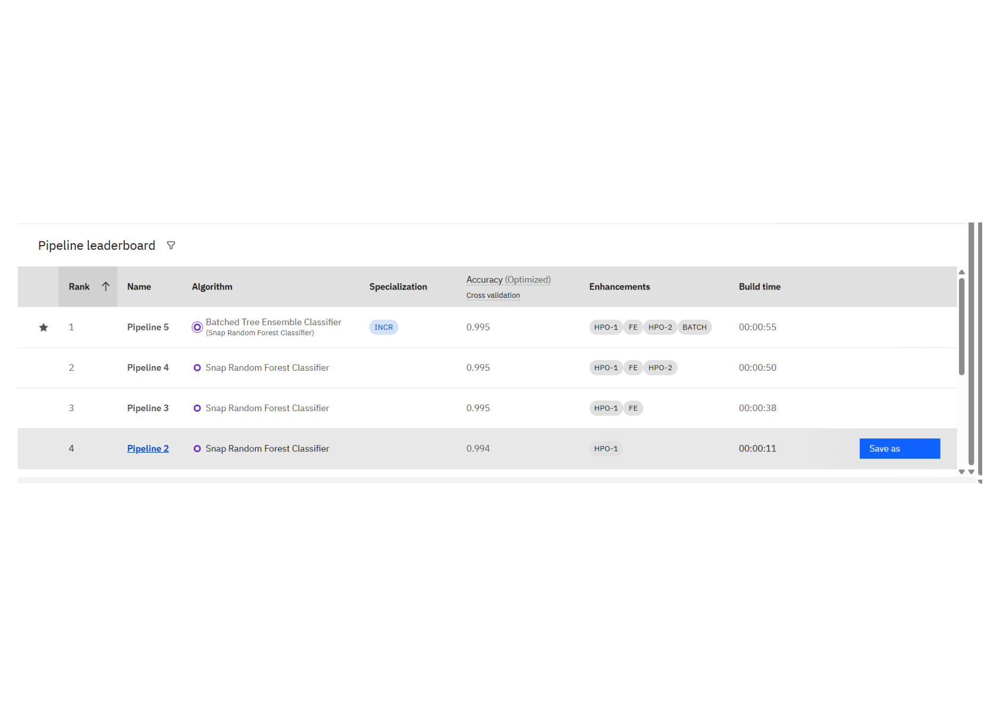 Pipeline leaderboard
Rank Name Algorithm Specialization Accuracy (Optimized) Enhancements Build time
Cross validation
1 Pipeline 5 Batched Tree Ensemble Classifier INCR 0.995 HPO-1 FE HPO-2 BATCH 00:00:55
(Snap Random Forest Classifier)
2 Pipeline 4 Snap Random Forest Classifier 0.995 HPO-1 FE HPO-2 00:00:50
3 Pipeline 3 Snap Random Forest Classifier 0.995 HPO-1 FE 00:00:38
4 Pipeline 2 Snap Random Forest Classifier 0.994 HPO-1 00:00:11 Save as